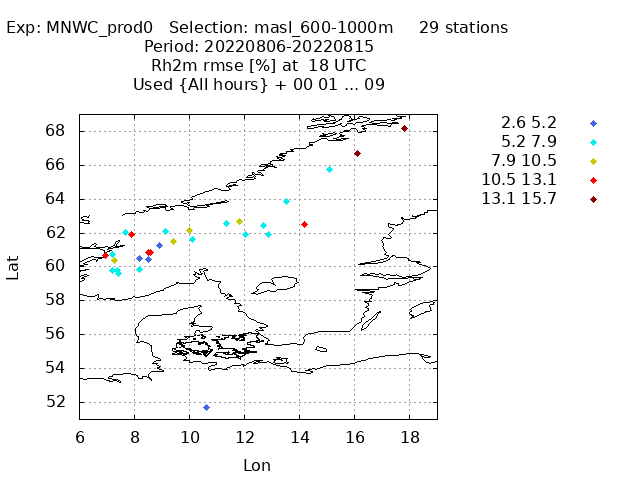 Exp: MNWC_prod0 Selection: masl_600-1000m 29 stations
Period: 20220806-20220815
Rh2m rmse [%] at 18 UTC
Used {All hours} + 00 01 ... 09
2.6 5.2
5.2 7.9
7.9 10.5
10.5 13.1
13.1 15.7
68
66
64
62
60
58
56
54
52
Lat
6 8 10 12 14 16 18
Lon